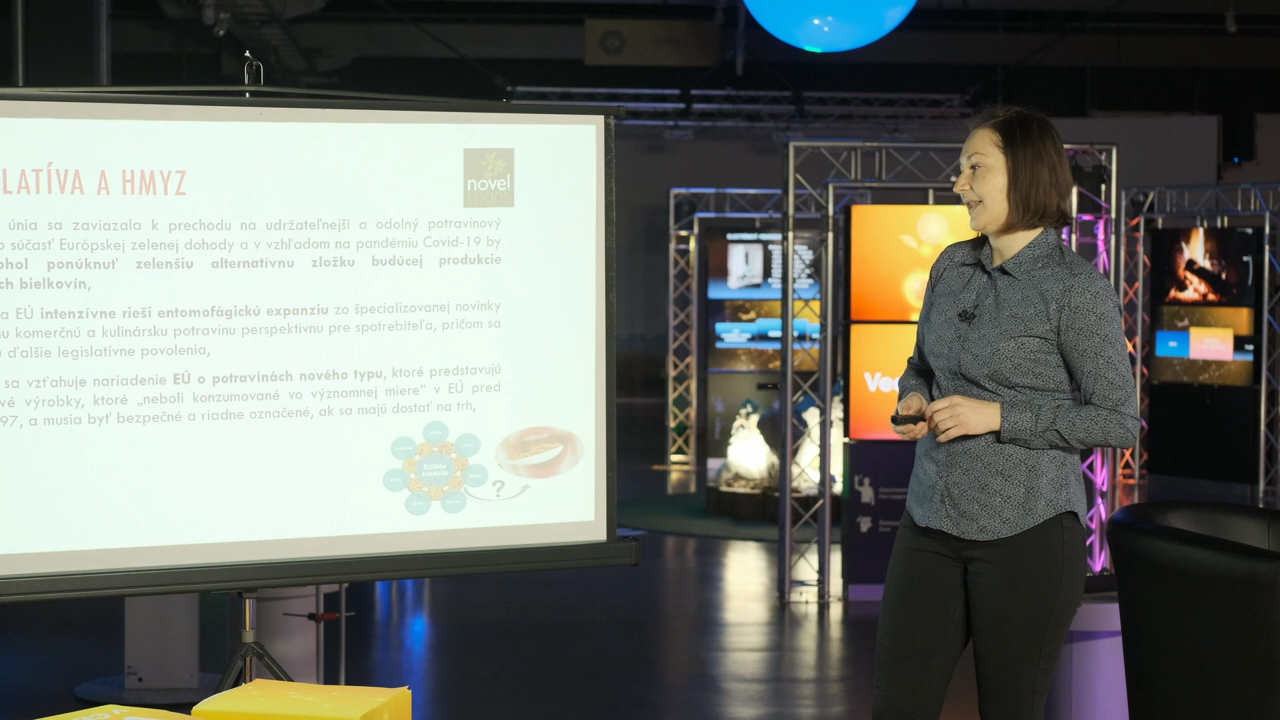 LATÍVA A HMYZ
novel
FOODS
únia sa zaviazala k prechodu na udržateľnejší a odolný potravinový
o súčasť Európskej zelenej dohody a v vzhľadom na pandémiu Covid-19 by
ohol ponúknuť zelenšiu alternatívnu zložku budúcej produkcie
ch bielkovín,
a EÚ intenzívne rieši entomofágickú expanziu zo špecializovanej novinky
nu komerčnú a kulinársku potravinu perspektívnu pre spotrebiteľa, pričom sa
ďalšie legislatívne povolenia,
sa vzťahuje nariadenie EÚ o potravinách nového typu, ktoré predstavujú
vé výrobky, ktoré „neboli konzumované vo významnej miere“ v EÚ pred
97, a musia byť bezpečné a riadne označené, ak sa majú dostať na trh,
?